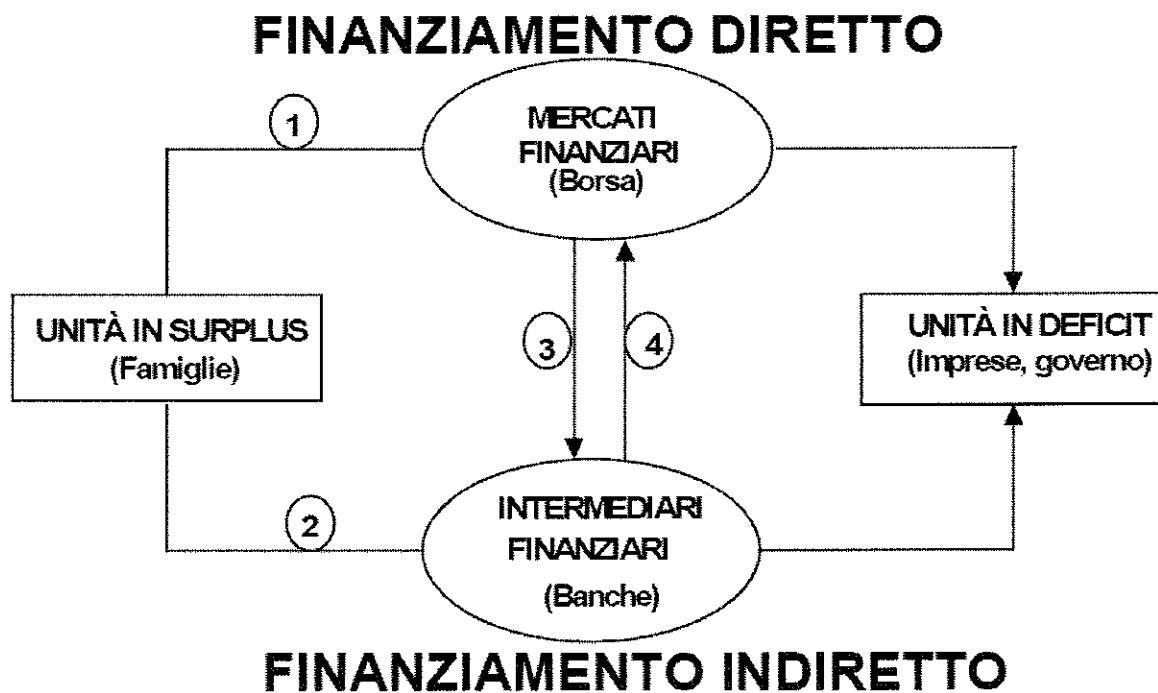 FINANZIAMENTO DIRETTO
1
MERCATI
FINANZIARI
(Borsa)
UNITÀ IN SURPLUS
(Famiglie)
3
4
UNITÀ IN DEFICIT
(Imprese, governo)
2
INTERMEDIARI
FINANZIARI
(Banche)
FINANZIAMENTO INDIRETTO